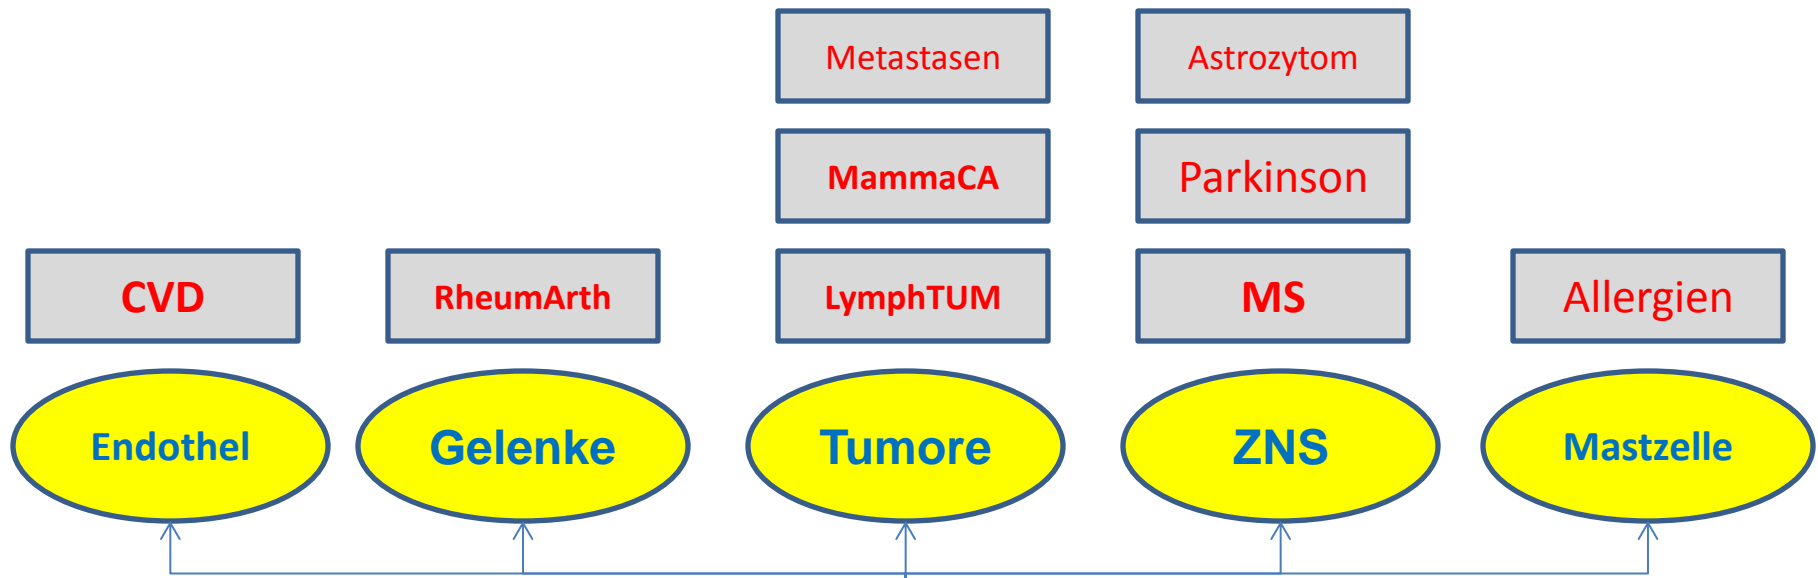 Metastasen
Astrozytom
MammaCA
Parkinson
CVD
RheumArth
LymphTUM
MS
Allergien
Endothel
Gelenke
Tumore
ZNS
Mastzelle